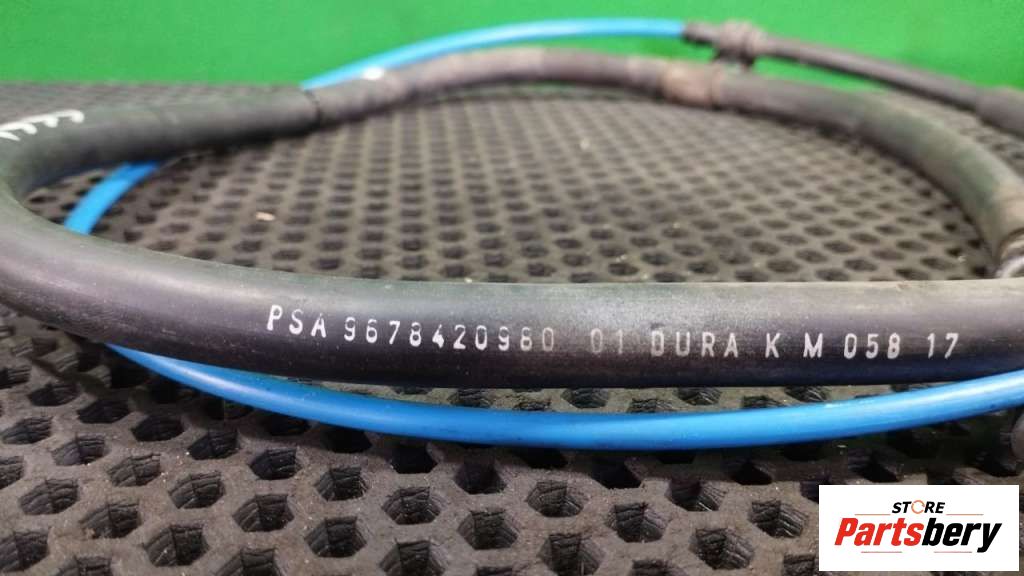 PSA 9678420980 01 DURA K M 058 17
STORE
Partsbery